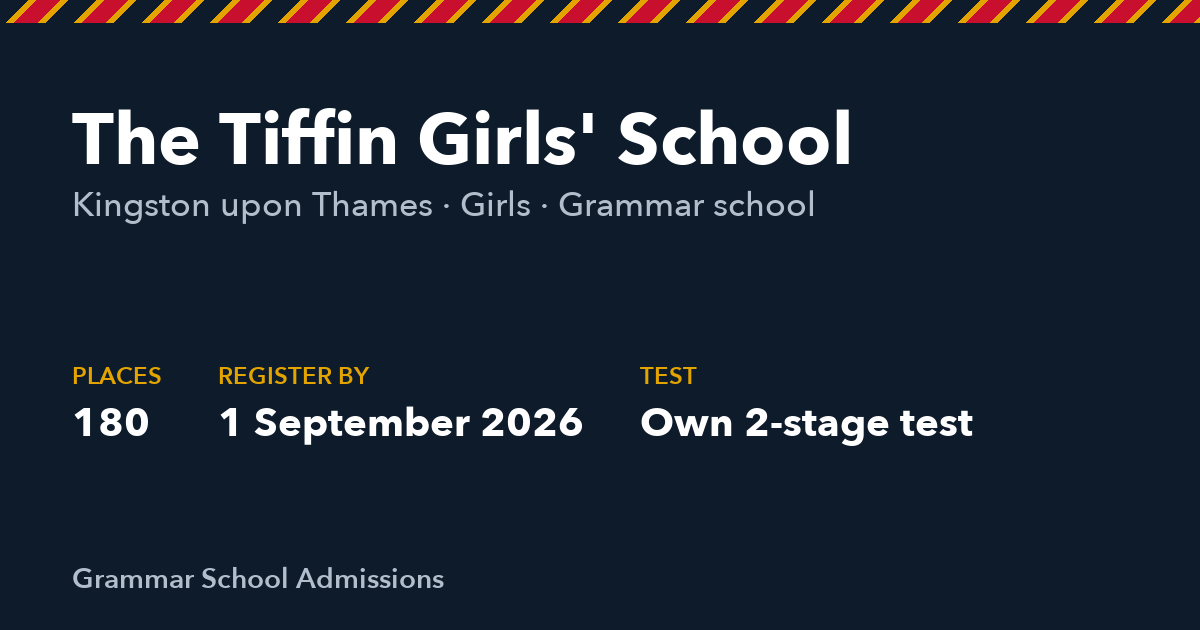 The Tiffin Girls' School
Kingston upon Thames · Girls · Grammar school
PLACES REGISTER BY TEST
180 1 September 2026 Own 2-stage test
Grammar School Admissions